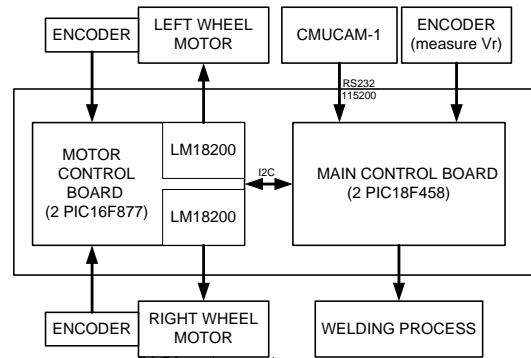 ENCODER
LEFT WHEEL
MOTOR
CMUCAM-1
ENCODER
(measure Vr)
RS232
115200
MOTOR
CONTROL
BOARD
(2 PIC16F877)
LM18200
LM18200
I2C
MAIN CONTROL BOARD
(2 PIC18F458)
ENCODER
RIGHT WHEEL
MOTOR
WELDING PROCESS